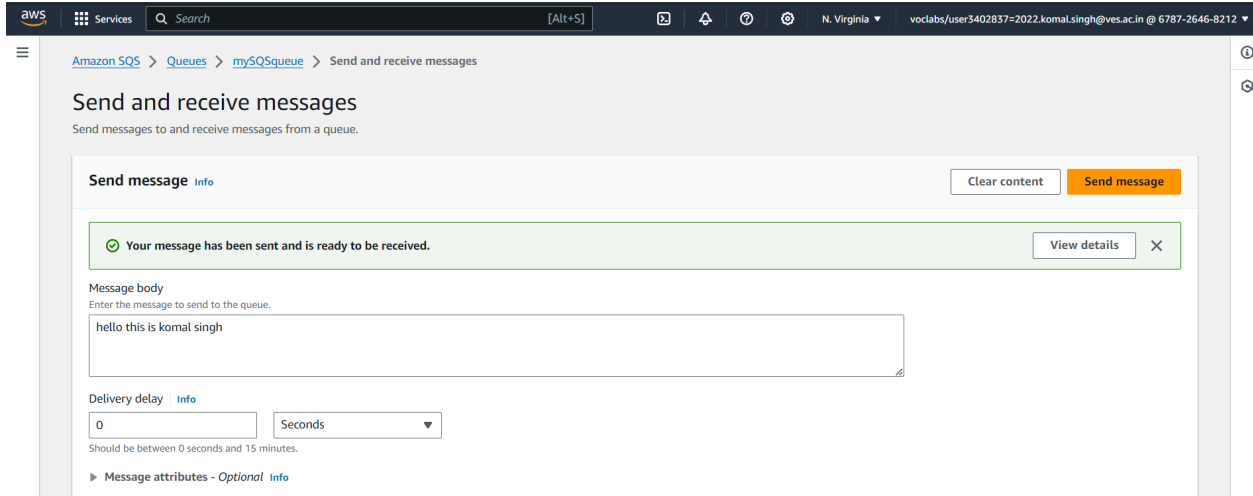 aws Services Search [Alt+S] N. Virginia voclabs/user3402837=2022.komal.singh@ves.ac.in @ 6787-2646-8212
Amazon SQS > Queues > mySQSqueue > Send and receive messages
Send and receive messages
Send messages to and receive messages from a queue.
Send message Info Clear content Send message
Your message has been sent and is ready to be received. View details
Message body
Enter the message to send to the queue.
hello this is komal singh
Delivery delay Info
0 Seconds
Should be between 0 seconds and 15 minutes.
Message attributes - Optional Info